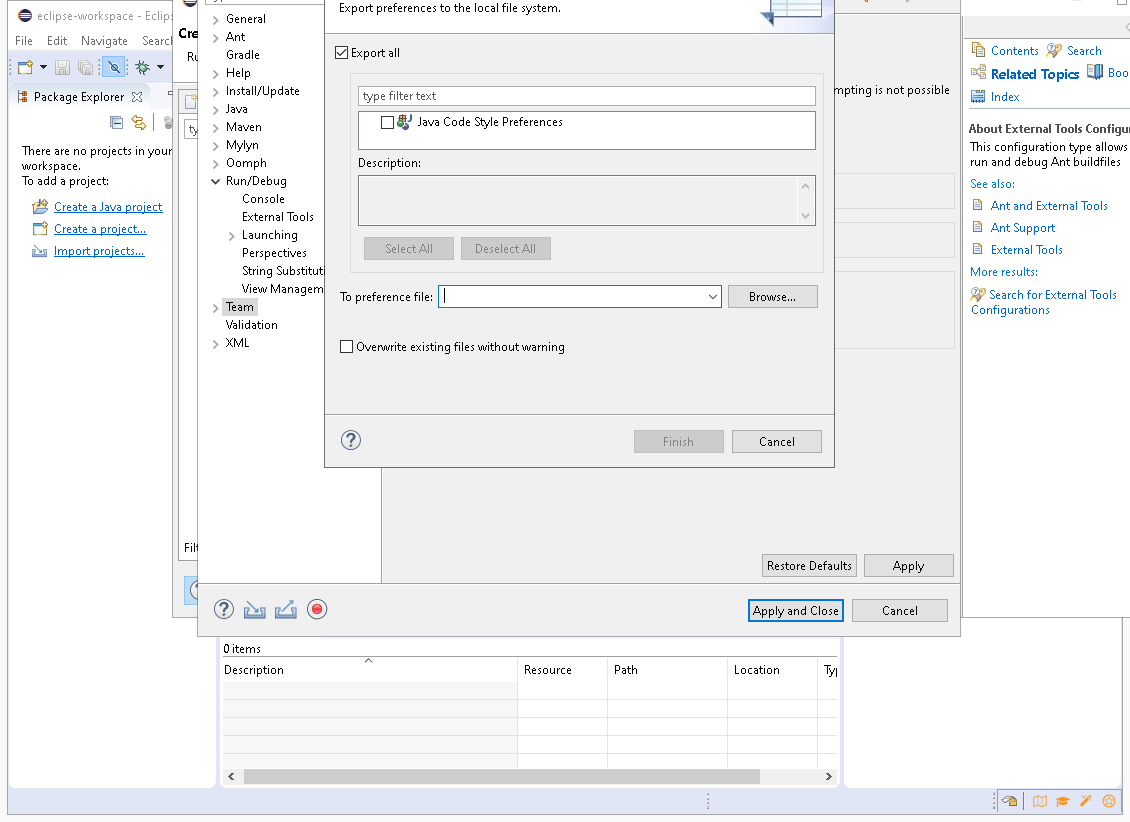 eclipse-workspace - Eclips
File Edit Navigate Search
Package Explorer
There are no projects in your
workspace.
To add a project:
Create a Java project
Create a project...
Import projects...
Cre
Ru
ty
Filt
General
Ant
Gradle
Help
Install/Update
Java
Maven
Mylyn
Oomph
Run/Debug
Console
External Tools
Launching
Perspectives
String Substituti
View Managem
Team
Validation
XML
Export preferences to the local file system.
Export all
type filter text
Java Code Style Preferences
Description:
Select All Deselect All
To preference file: Browse...
Overwrite existing files without warning
Finish Cancel
mpting is not possible
Restore Defaults Apply
Apply and Close Cancel
Contents Search
Related Topics Boo
Index
About External Tools Configu
This configuration type allows
run and debug Ant buildfiles
See also:
Ant and External Tools
Ant Support
External Tools
More results:
Search for External Tools
Configurations
0 items
Description Resource Path Location Typ